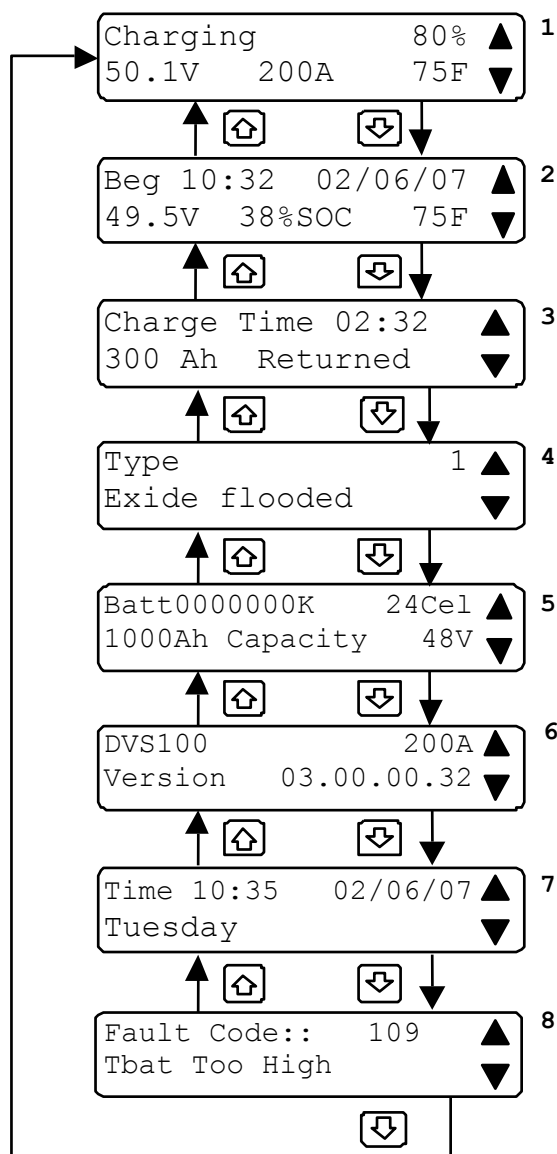 Charging 80% 1
50.1V 200A 75F
Beg 10:32 02/06/07 2
49.5V 38%SOC 75F
Charge Time 02:32 3
300 Ah Returned
Type 1 4
Exide flooded
Batt0000000K 24Cel 5
1000Ah Capacity 48V
DVS100 200A 6
Version 03.00.00.32
Time 10:35 02/06/07 7
Tuesday
Fault Code:: 109 8
Tbat Too High